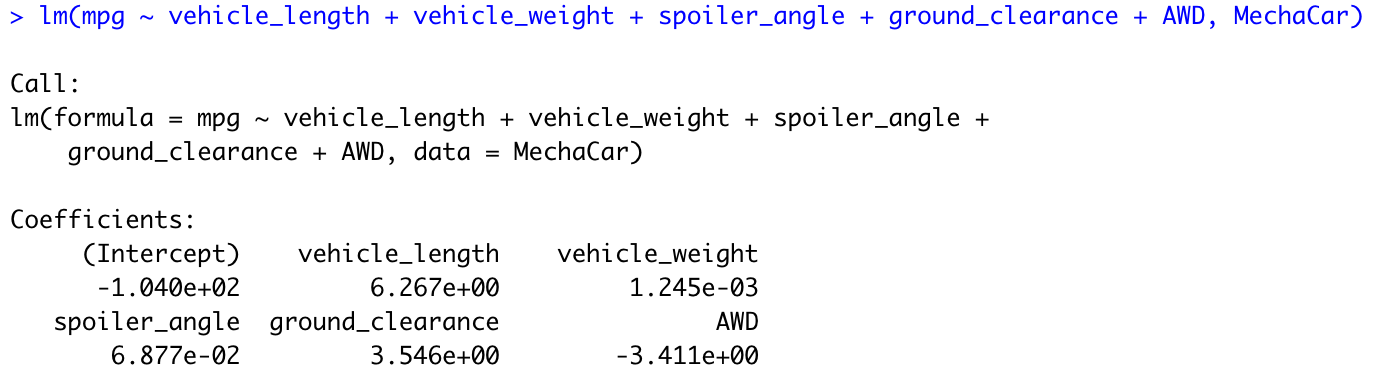 > lm(mpg ~ vehicle_length + vehicle_weight + spoiler_angle + ground_clearance + AWD, MechaCar)
Call:
lm(formula = mpg ~ vehicle_length + vehicle_weight + spoiler_angle +
ground_clearance + AWD, data = MechaCar)
Coefficients:
(Intercept) vehicle_length vehicle_weight
-1.040e+02 6.267e+00 1.245e-03
spoiler_angle ground_clearance AWD
6.877e-02 3.546e+00 -3.411e+00